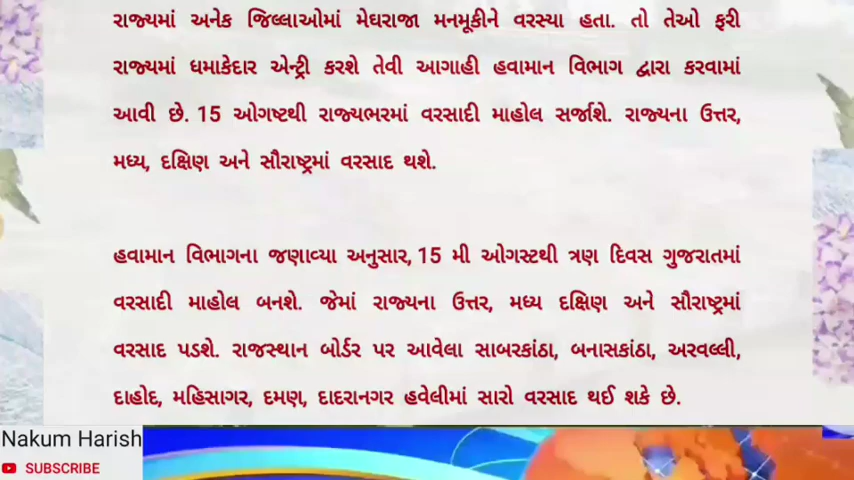 રાજ્યમાં અનેક જિલ્લાઓમાં મેઘરાજા મનમૂકીને વરસ્યા હતા. તો તેઓ ફરી
રાજ્યમાં ધમાકેદાર એન્ટ્રી કરશે તેવી આગાહી હવામાન વિભાગ દ્વારા કરવામાં
આવી છે. 15 ઓગષ્ટથી રાજ્યભરમાં વરસાદી માહોલ સર્જાશે. રાજ્યના ઉત્તર,
મધ્ય, દક્ષિણ અને સૌરાષ્ટ્રમાં વરસાદ થશે.
હવામાન વિભાગના જણાવ્યા અનુસાર, 15 મી ઓગસ્ટથી ત્રણ દિવસ ગુજરાતમાં
વરસાદી માહોલ બનશે. જેમાં રાજ્યના ઉત્તર, મધ્ય દક્ષિણ અને સૌરાષ્ટ્રમાં
વરસાદ પડશે. રાજસ્થાન બોર્ડર પર આવેલા સાબરકાંઠા, બનાસકાંઠા, અરવલ્લી,
દાહોદ, મહિસાગર, દમણ, દાદરાનગર હવેલીમાં સારો વરસાદ થઈ શકે છે.
Nakum Harish
SUBSCRIBE